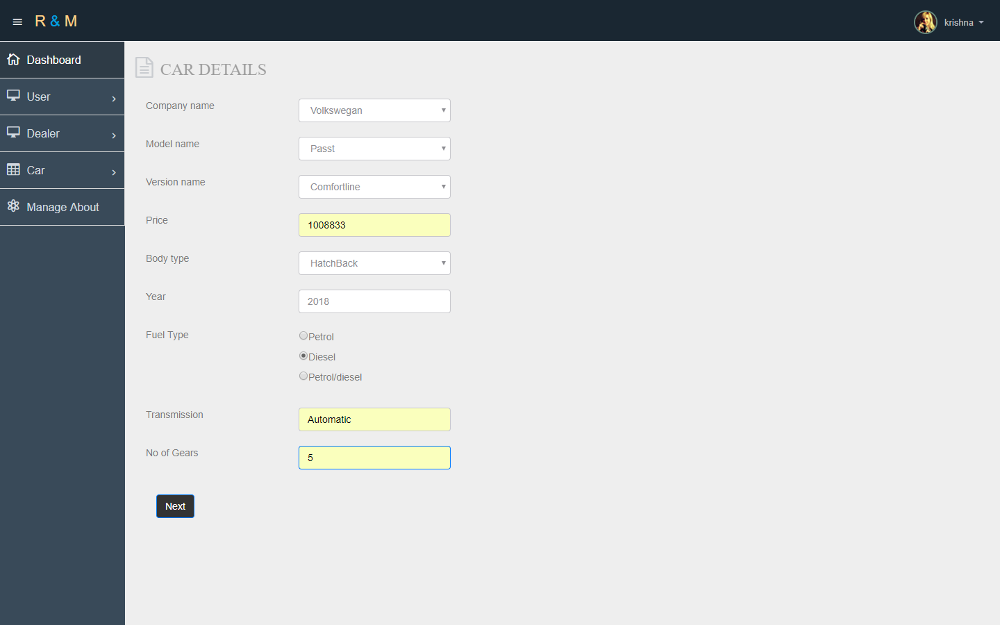 R & M
krishna
Dashboard
User
Dealer
Car
Manage About
CAR DETAILS
Company name
Volkswegan
Model name
Passt
Version name
Comfortline
Price
1008833
Body type
HatchBack
Year
2018
Fuel Type
Petrol
Diesel
Petrol/diesel
Transmission
Automatic
No of Gears
5
Next